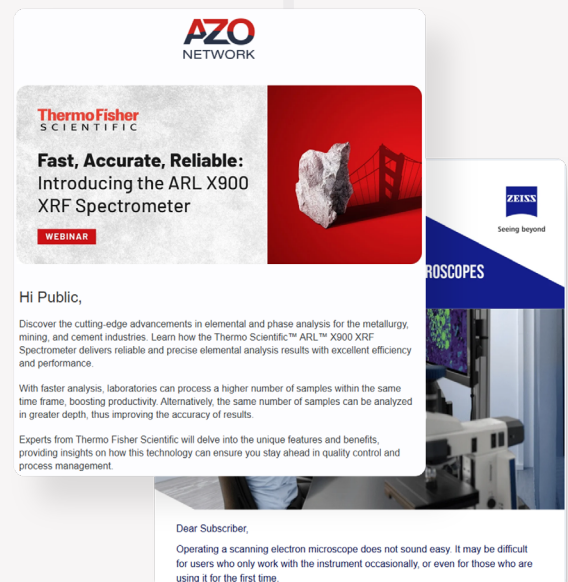 AZO
NETWORK
ThermoFisher
SCIENTIFIC
Fast, Accurate, Reliable:
Introducing the ARL X900
XRF Spectrometer
WEBINAR
Hi Public,
Discover the cutting-edge advancements in elemental and phase analysis for the metallurgy,
mining, and cement industries. Learn how the Thermo Scientific™ ARL™ X900 XRF
Spectrometer delivers reliable and precise elemental analysis results with excellent efficiency
and performance.
With faster analysis, laboratories can process a higher number of samples within the same
time frame, boosting productivity. Alternatively, the same number of samples can be analyzed
in greater depth, thus improving the accuracy of results.
Experts from Thermo Fisher Scientific will delve into the unique features and benefits,
providing insights on how this technology can ensure you stay ahead in quality control and
process management.
ZEISS
Seeing beyond
ROSCOPES
Dear Subscriber,
Operating a scanning electron microscope does not sound easy. It may be difficult
for users who only work with the instrument occasionally, or even for those who are
using it for the first time.